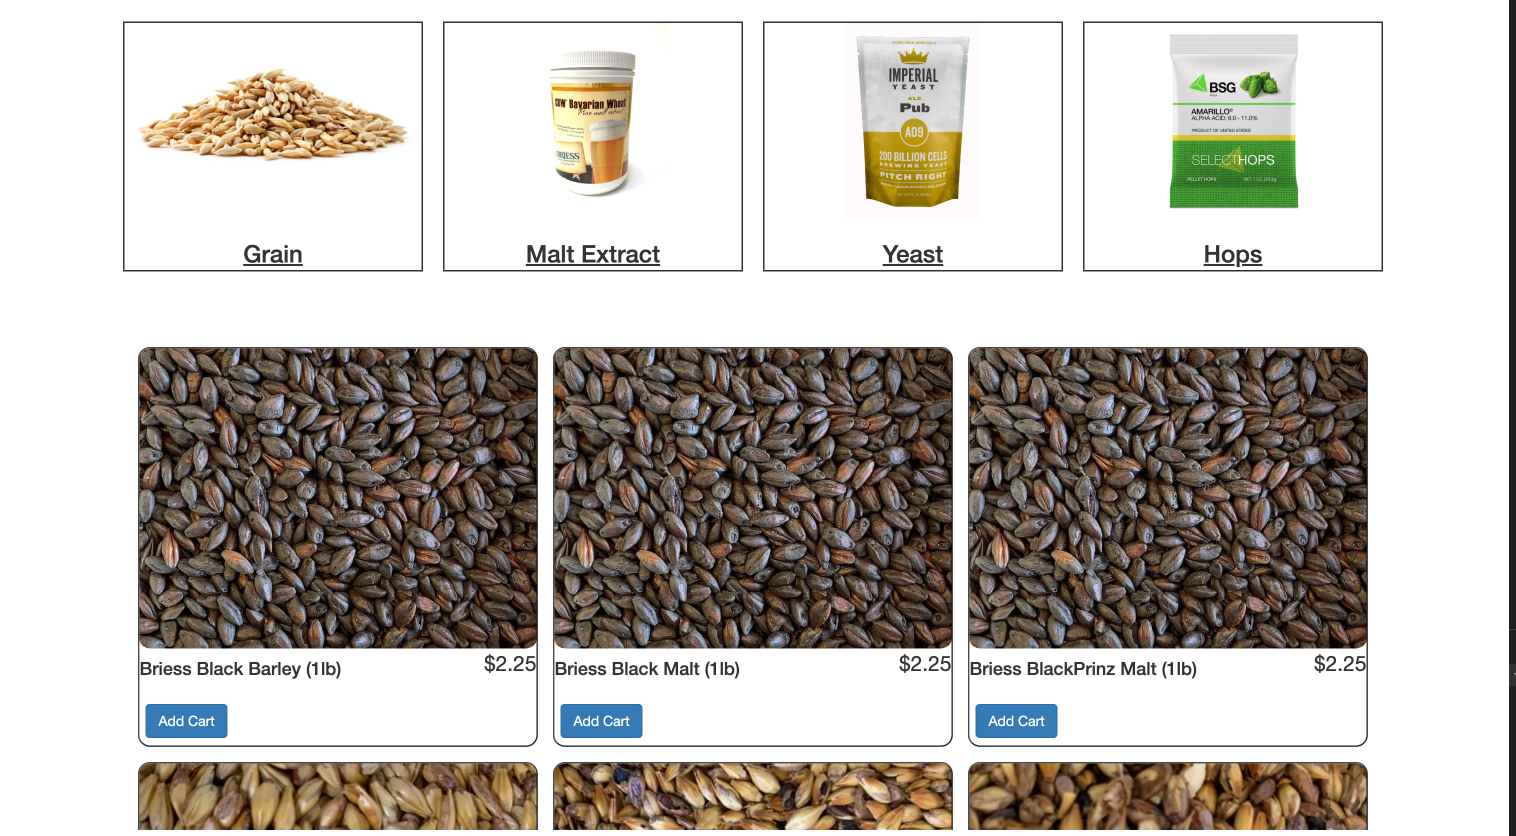 CBW® Bavarian Wheat
Pure malt extract
BRIESS
IMPERIAL
YEAST
ALE
Pub
A09
200 BILLION CELLS
BREWING YEAST
PITCH RIGHT
BSG
AMARILLO®
ALPHA ACID: 8.0 - 11.0%
PRODUCT OF UNITED STATES
SELECTHOPS
PELLET HOPS
Grain
Malt Extract
Yeast
Hops
Briess Black Barley (1lb)
$2.25
Add Cart
Briess Black Malt (1lb)
$2.25
Add Cart
Briess BlackPrinz Malt (1lb)
$2.25
Add Cart